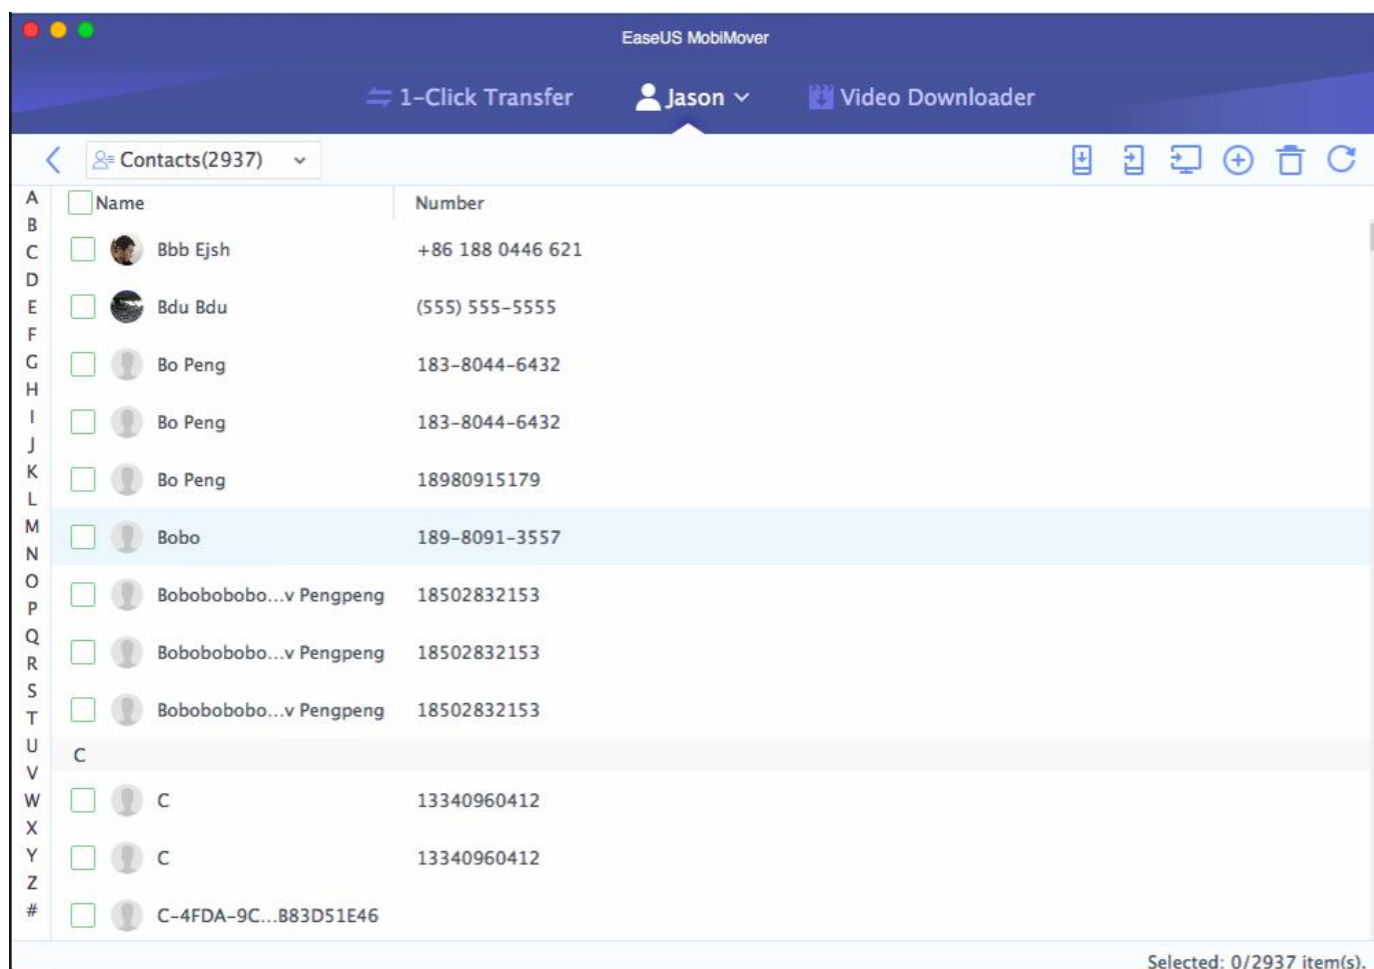 EaseUS MobiMover
1-Click Transfer Jason Video Downloader
Contacts(2937)
Name Number
A
B
C
D
E
F
G
H
I
J
K
L
M
N
O
P
Q
R
S
T
U
V
W
X
Y
Z
#
Bbb Ejsh +86 188 0446 621
Bdu Bdu (555) 555-5555
Bo Peng 183-8044-6432
Bo Peng 183-8044-6432
Bo Peng 18980915179
Bobo 189-8091-3557
Bobobobobo...v Pengpeng 18502832153
Bobobobobo...v Pengpeng 18502832153
Bobobobobo...v Pengpeng 18502832153
C
C 13340960412
C 13340960412
C-4FDA-9C...B83D51E46
Selected: 0/2937 item(s).